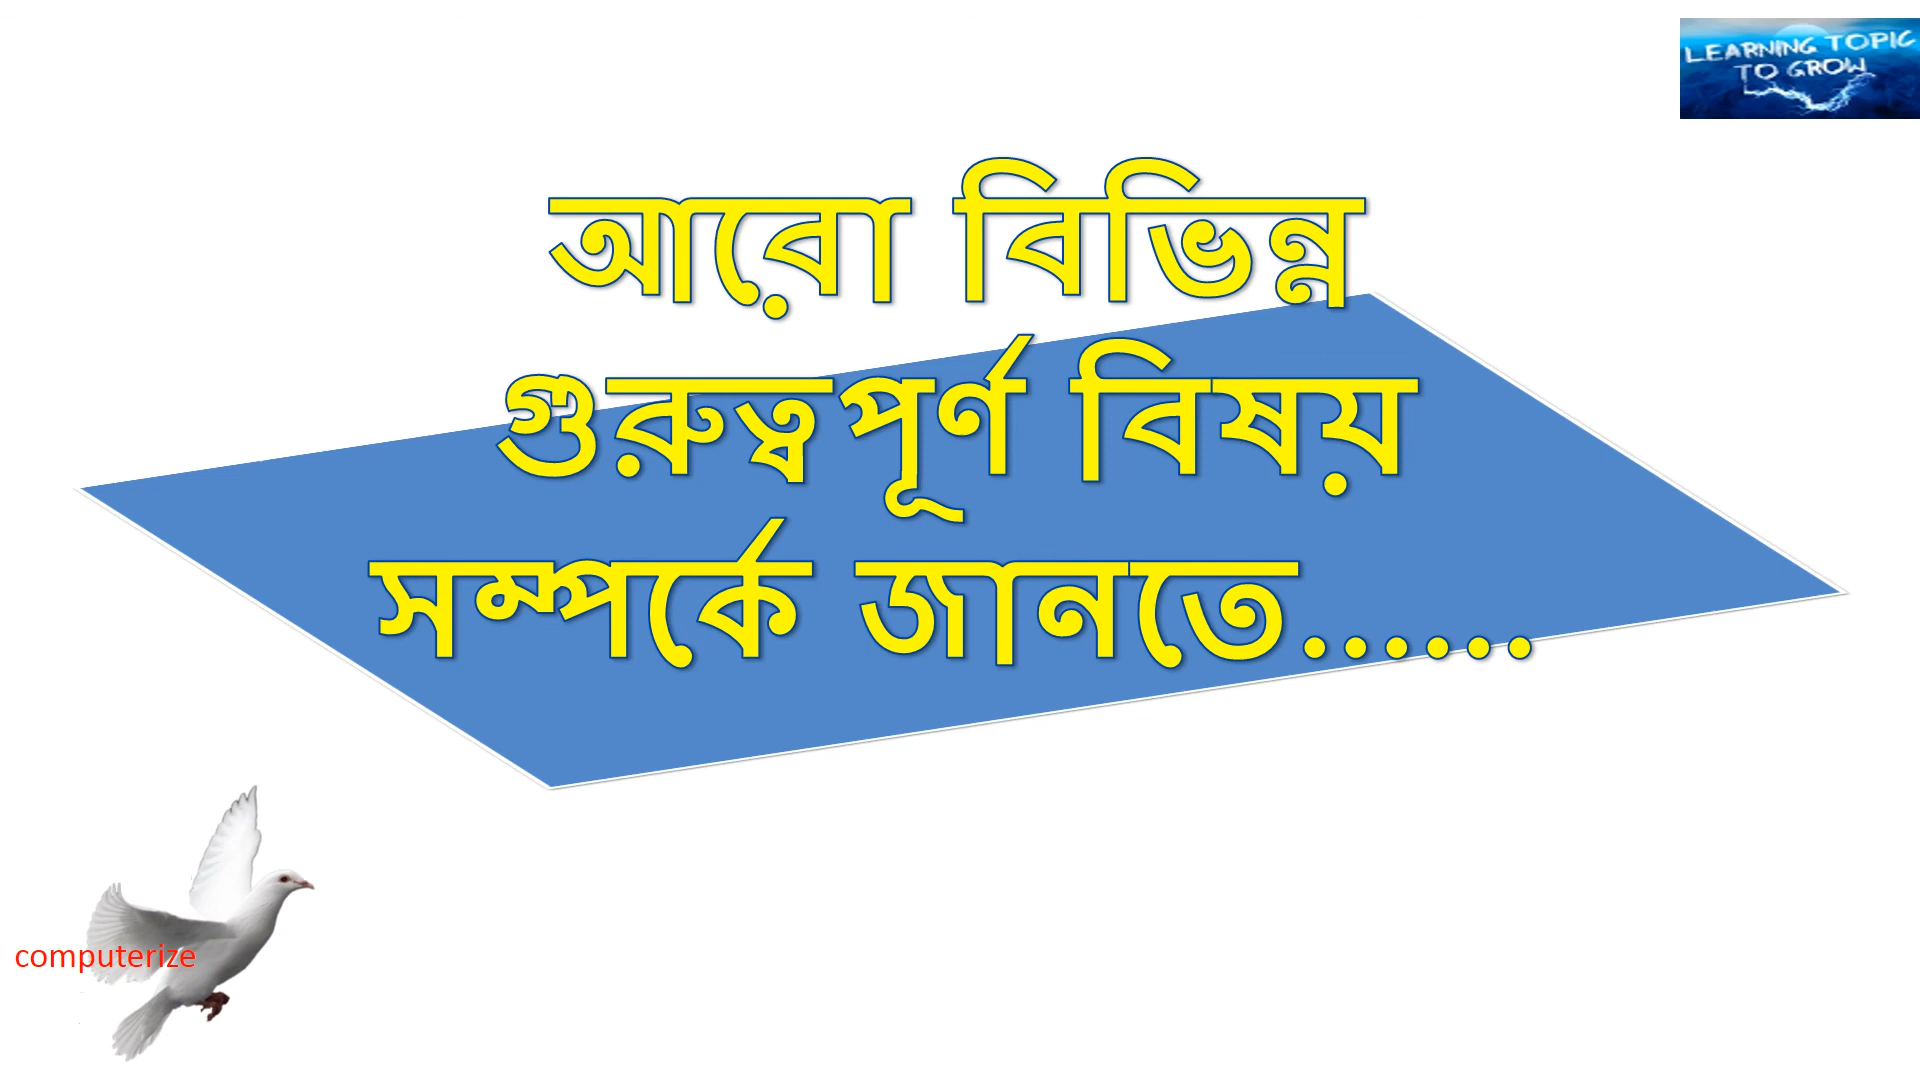 LEARNING TOPIC
TO GROW
আরো বিভিন্ন
গুরুত্বপূর্ণ বিষয়
সম্পর্কে জানতে......
computerize